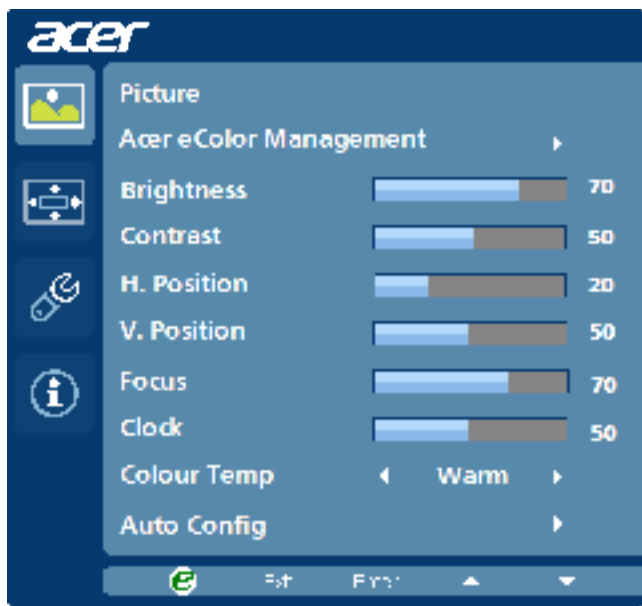 acer
Picture
Acer eColor Management
Brightness 70
Contrast 50
H. Position 20
V. Position 50
Focus 70
Clock 50
Colour Temp Warm
Auto Config
e